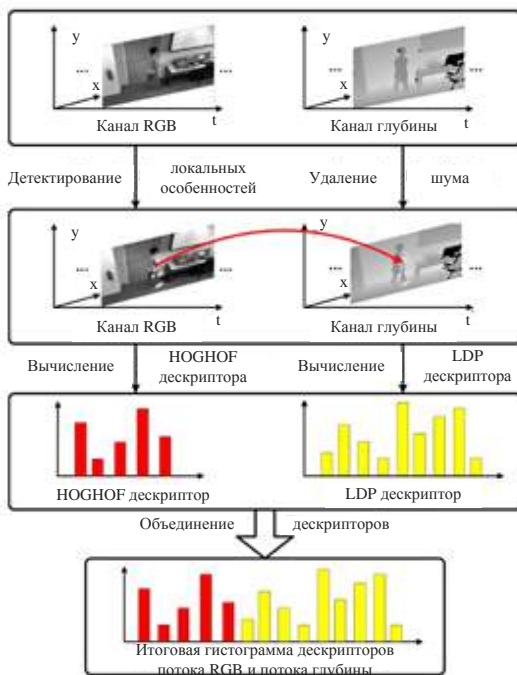 y
...
x
...
Канал RGB
t
y
...
x
...
Канал глубины
t
Детектирование локальных особенностей
Удаление шума
y
...
x
...
Канал RGB
t
y
x
...
Канал глубины
t
Вычисление HOGHOF дескриптора
Вычисление LDP дескриптора
HOGHOF дескриптор
LDP дескриптор
Объединение дескрипторов
Итоговая гистограмма дескрипторов
потока RGB и потока глубины